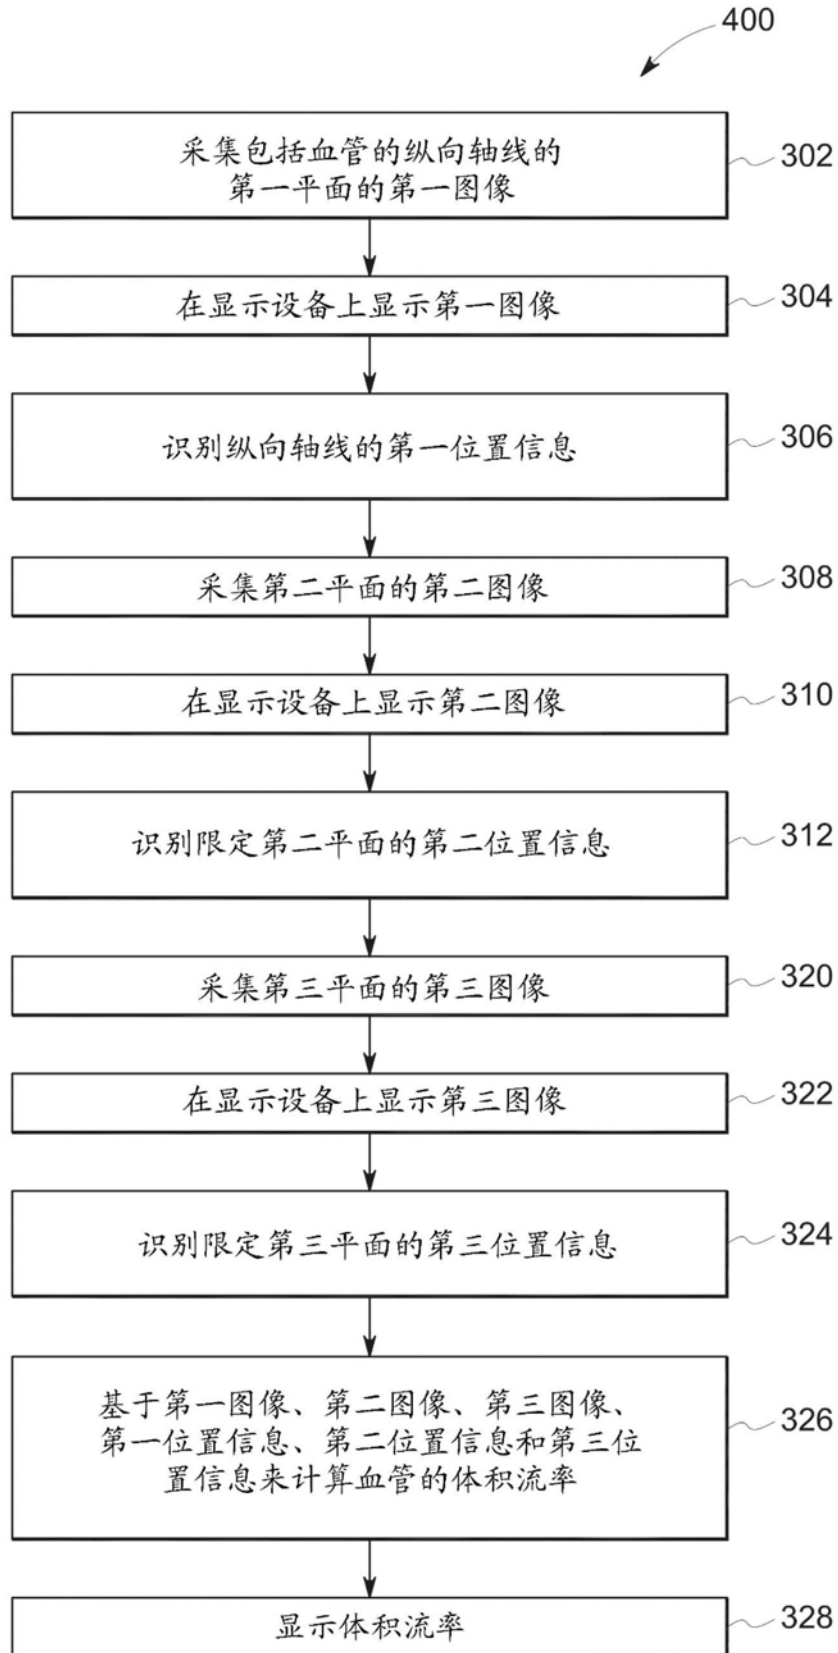 400
采集包括血管的纵向轴线的
第一平面的第一图像
302
在显示设备上显示第一图像
304
识别纵向轴线的第一位置信息
306
采集第二平面的第二图像
308
在显示设备上显示第二图像
310
识别限定第二平面的第二位置信息
312
采集第三平面的第三图像
320
在显示设备上显示第三图像
322
识别限定第三平面的第三位置信息
324
基于第一图像、第二图像、第三图像、
第一位置信息、第二位置信息和第三位
置信息来计算血管的体积流率
326
显示体积流率
328